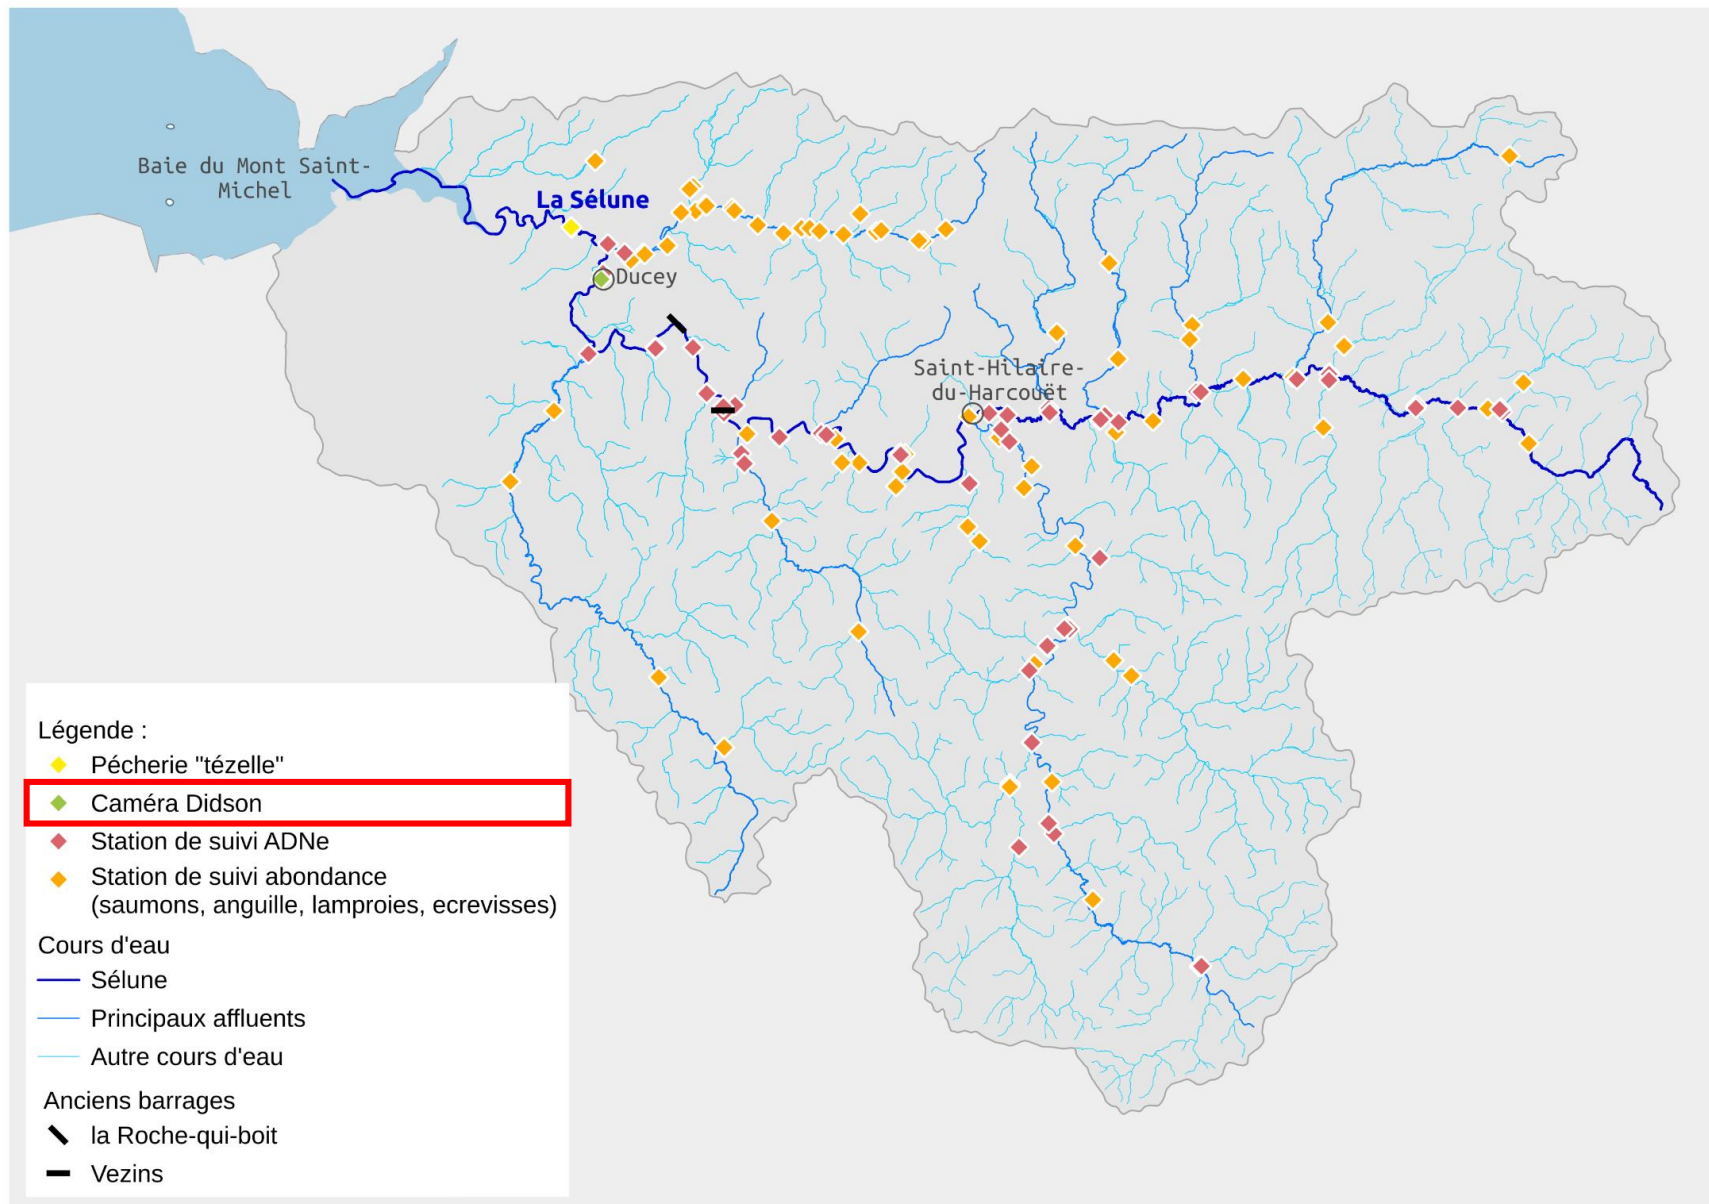 Baie du Mont Saint-
Michel
La Sélune
Ducey
Saint-Hilaire-
du-Harcouët
Légende :
Pécherie "tézelle"
Caméra Didson
Station de suivi ADNe
Station de suivi abondance
(saumons, anguille, lamproies, ecrevisses)
Cours d'eau
Sélune
Principaux affluents
Autre cours d'eau
Anciens barrages
la Roche-qui-boit
Vezins